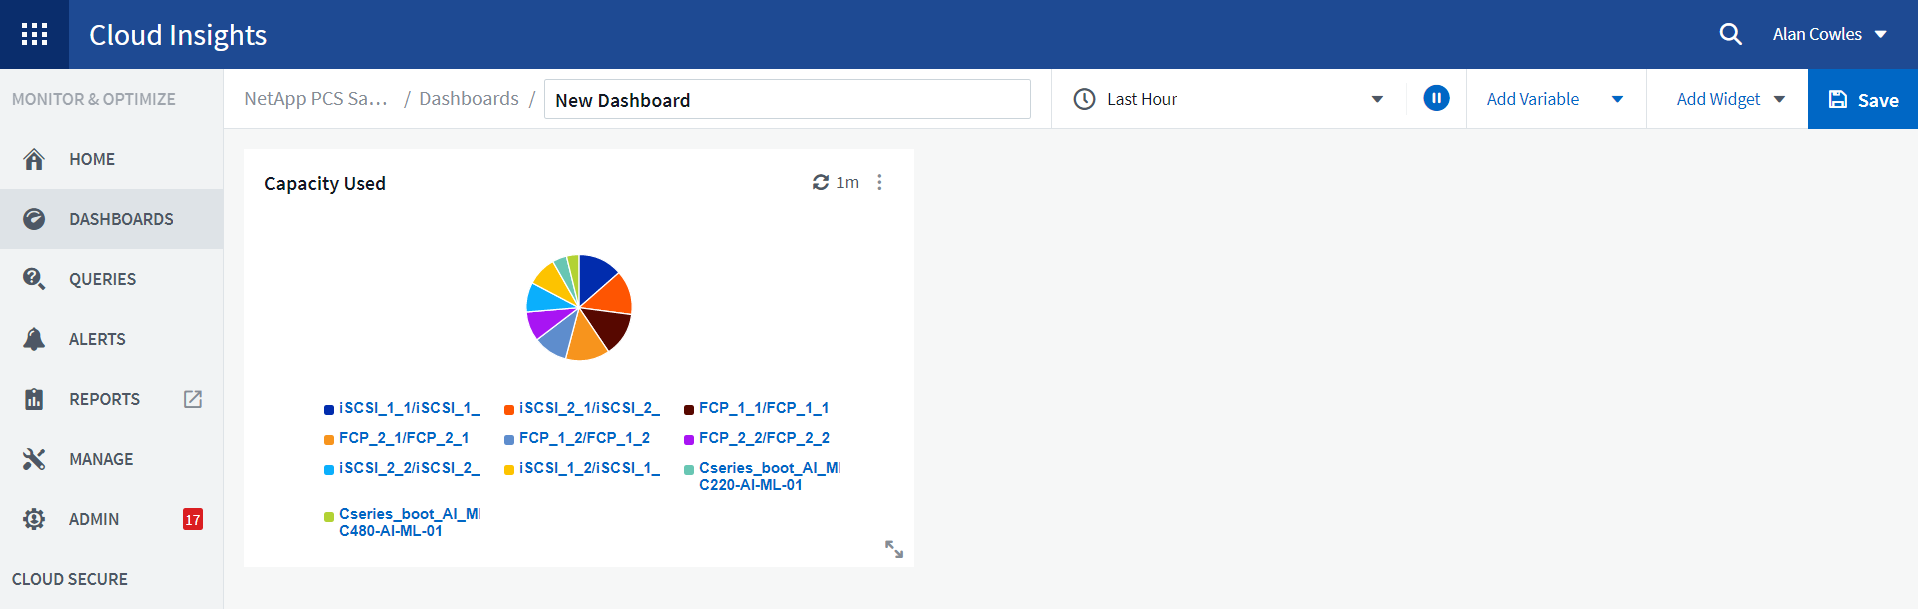 Cloud Insights
Alan Cowles
MONITOR & OPTIMIZE
NetApp PCS Sa... / Dashboards / New Dashboard
Last Hour
Add Variable
Add Widget
Save
HOME
DASHBOARDS
QUERIES
ALERTS
REPORTS
MANAGE
ADMIN 17
CLOUD SECURE
Capacity Used
1m
iSCSI_1_1/iSCSI_1_ iSCSI_2_1/iSCSI_2_ FCP_1_1/FCP_1_1
FCP_2_1/FCP_2_1 FCP_1_2/FCP_1_2 FCP_2_2/FCP_2_2
iSCSI_2_2/iSCSI_2_ iSCSI_1_2/iSCSI_1_ Cseries_boot_AI_M
C220-AI-ML-01
Cseries_boot_AI_M
C480-AI-ML-01